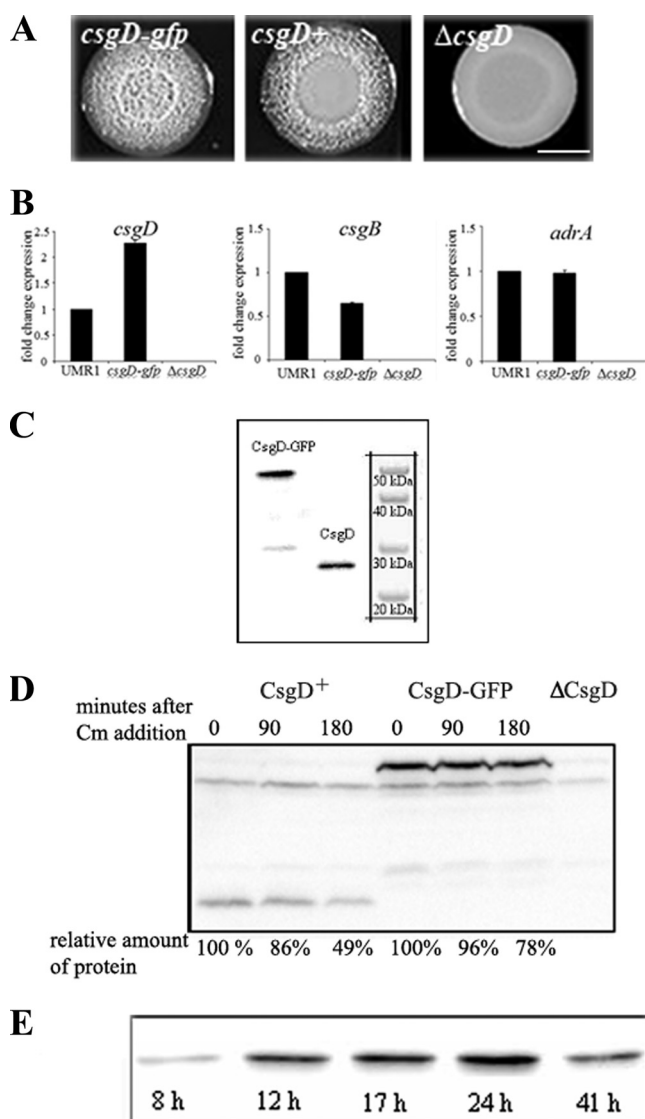 A
csgD-gfp csgD+ ΔcsgD
B
csgD csgB adrA
fold change expression
2.5
2
1.5
1
0.5
0
UMR1 csgD-gfp ΔcsgD
fold change expression
1.5
1
0.5
0
UMR1 csgD-gfp ΔcsgD
fold change expression
1.5
1
0.5
0
UMR1 csgD-gfp ΔcsgD
C
CsgD-GFP
CsgD
50 kDa
40 kDa
30 kDa
20 kDa
D
CsgD+ CsgD-GFP ΔCsgD
minutes after
Cm addition
0 90 180 0 90 180
relative amount
of protein
100 % 86% 49% 100% 96% 78%
E
8 h 12 h 17 h 24 h 41 h